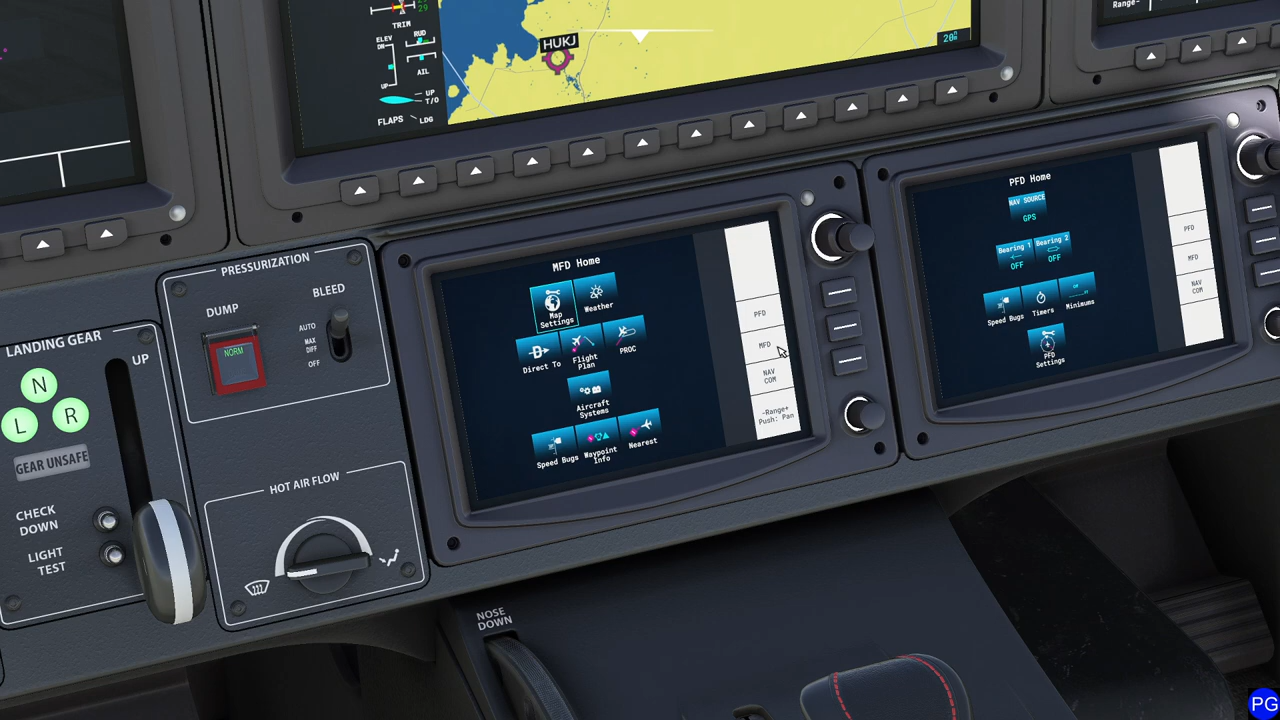 TRIM
29
ELEV
DN
RUD
AIL
UP
UP
T/O
FLAPS
LDG
HUKJ
20
Range-
PRESSURIZATION
DUMP
NORM
BLEED
AUTO
MAX
DIFF
OFF
LANDING GEAR
UP
N
L
R
GEAR UNSAFE
CHECK
DOWN
LIGHT
TEST
HOT AIR FLOW
NOSE
DOWN
MFD Home
Map
Settings
Weather
Direct To
Flight
Plan
PROC
Aircraft
Systems
Speed Bugs
Waypoint
Info
Nearest
PFD
MFD
NAV
COM
-Range+
Push: Pan
PFD Home
NAV SOURCE
GPS
Bearing 1
OFF
Bearing 2
OFF
Speed Bugs
Timers
Minimums
PFD
Settings
PFD
MFD
NAV
COM
PG